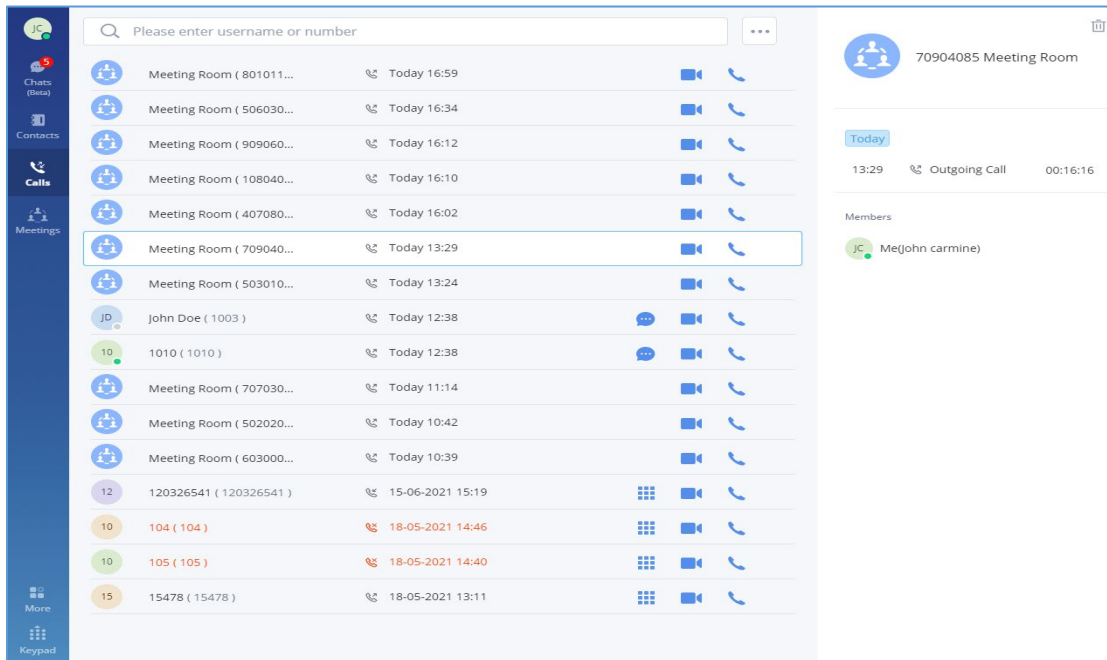 JC
5
Chats
(Beta)
Contacts
Calls
Meetings
More
Keypad
Please enter username or number
Meeting Room ( 801011... Today 16:59
Meeting Room ( 506030... Today 16:34
Meeting Room ( 909060... Today 16:12
Meeting Room ( 108040... Today 16:10
Meeting Room ( 407080... Today 16:02
Meeting Room ( 709040... Today 13:29
Meeting Room ( 503010... Today 13:24
JD John Doe ( 1003 ) Today 12:38
10 1010 ( 1010 ) Today 12:38
Meeting Room ( 707030... Today 11:14
Meeting Room ( 502020... Today 10:42
Meeting Room ( 603000... Today 10:39
12 120326541 ( 120326541 ) 15-06-2021 15:19
10 104 ( 104 ) 18-05-2021 14:46
10 105 ( 105 ) 18-05-2021 14:40
15 15478 ( 15478 ) 18-05-2021 13:11
70904085 Meeting Room
Today
13:29 Outgoing Call 00:16:16
Members
JC Me(John carmine)